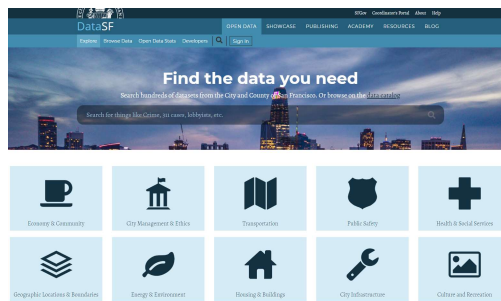 SFGov Coordinator's Portal About Help
DataSF
OPEN DATA SHOWCASE PUBLISHING ACADEMY RESOURCES BLOG
Explore Browse Data Open Data Stats Developers Sign In
Find the data you need
Search hundreds of datasets from the City and County of San Francisco. Or browse on the data catalog
Search for things like Crime, 311 cases, lobbyists, etc.
Economy & Community
City Management & Ethics
Transportation
Public Safety
Health & Social Services
Geographic Locations & Boundaries
Energy & Environment
Housing & Buildings
City Infrastructure
Culture and Recreation